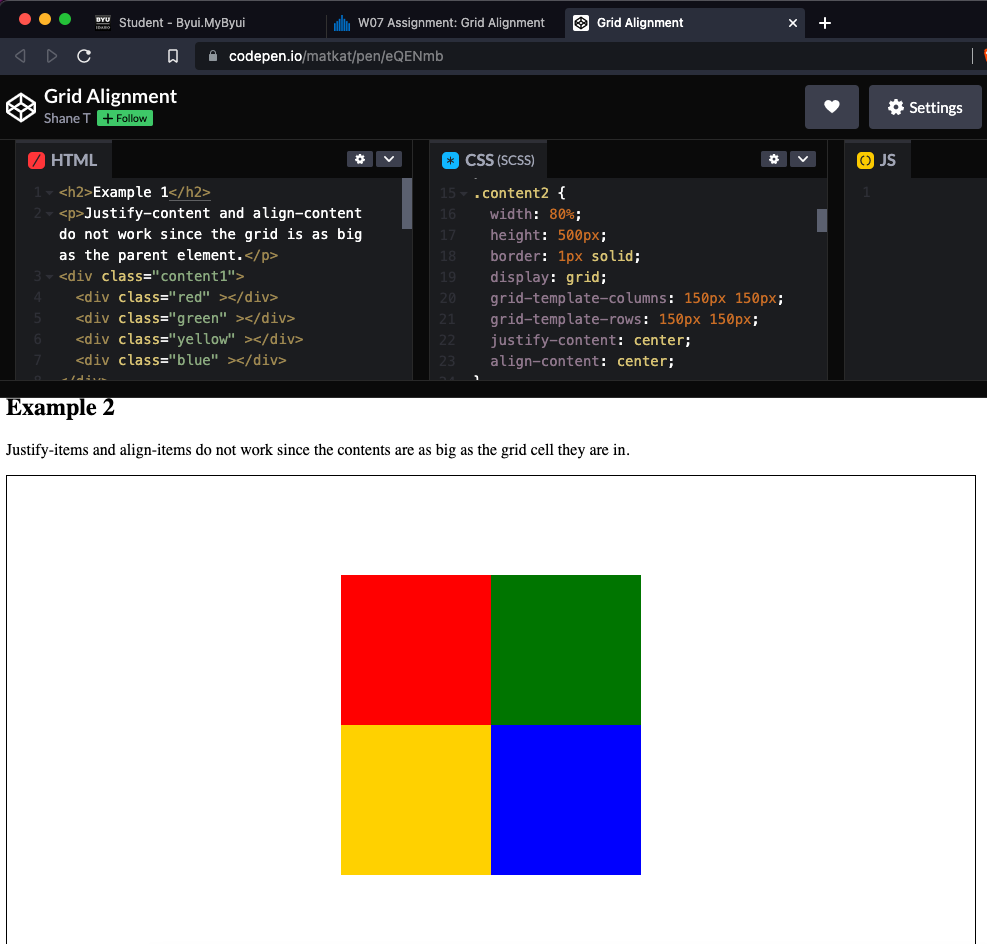 BYU
IDAHO
Student - Byui.MyByui
W07 Assignment: Grid Alignment
Grid Alignment
codepen.io/matkat/pen/eQENmb
Grid Alignment
Shane T + Follow
Settings
HTML
1 <h2>Example 1</h2>
2 <p>Justify-content and align-content
do not work since the grid is as big
as the parent element.</p>
3 <div class="content1">
4 <div class="red" ></div>
5 <div class="green" ></div>
6 <div class="yellow" ></div>
7 <div class="blue" ></div>
8 </div>
CSS (SCSS)
15 .content2 {
16 width: 80%;
17 height: 500px;
18 border: 1px solid;
19 display: grid;
20 grid-template-columns: 150px 150px;
21 grid-template-rows: 150px 150px;
22 justify-content: center;
23 align-content: center;
24 }
JS
1
Example 2
Justify-items and align-items do not work since the contents are as big as the grid cell they are in.